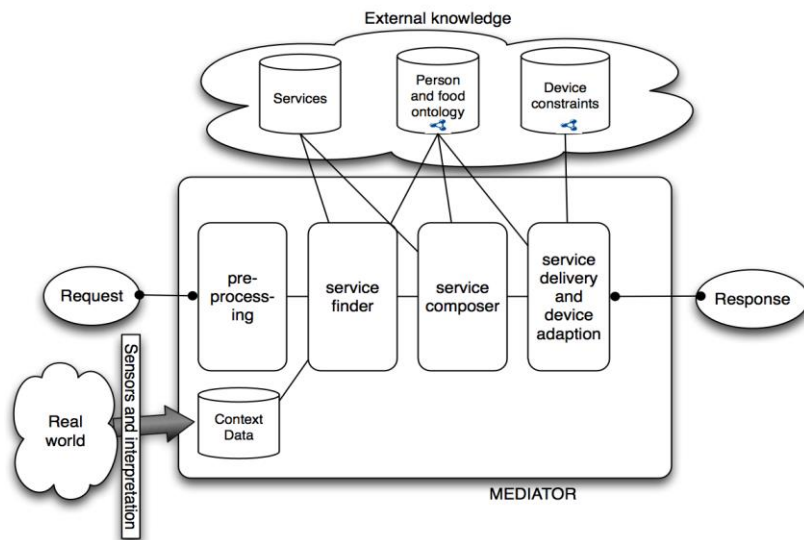 External knowledge
Services
Person
and food
ontology
Device
constraints
Request
pre-
process-
ing
service
finder
service
composer
service
delivery
and
device
adaption
Response
Real
world
Sensors and interpretation
Context
Data
MEDIATOR